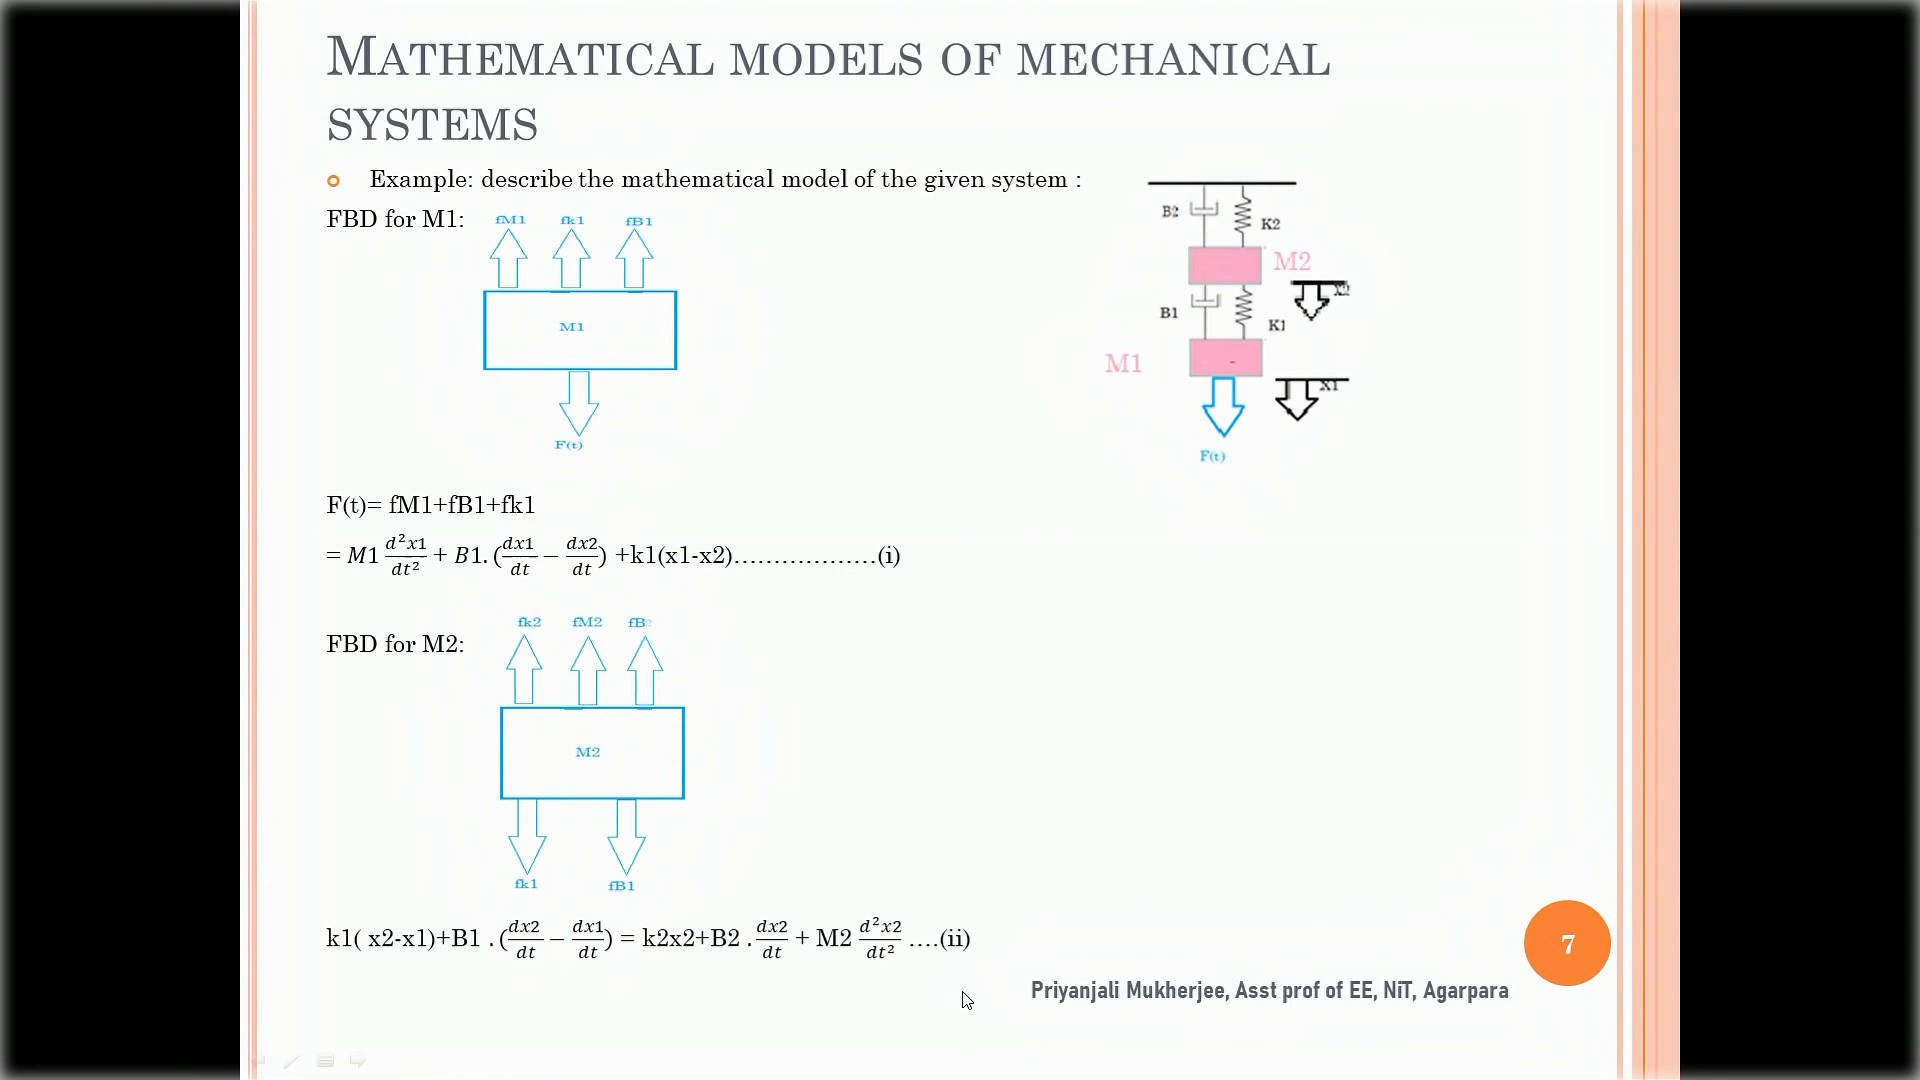 MATHEMATICAL MODELS OF MECHANICAL
SYSTEMS
Example: describe the mathematical model of the given system :
FBD for M1:
fM1 fk1 fB1
M1
F(t)
B2 K2
M2
X2
B1 K1
M1
X1
F(t)
F(t)= fM1+fB1+fk1
= M1 d²x1/dt² + B1. (dx1/dt − dx2/dt) +k1(x1-x2)………………(i)
FBD for M2:
fk2 fM2 fB2
M2
fk1 fB1
k1( x2-x1)+B1 . (dx2/dt − dx1/dt) = k2x2+B2 . dx2/dt + M2 d²x2/dt² ….(ii)
7
Priyanjali Mukherjee, Asst prof of EE, NiT, Agarpara